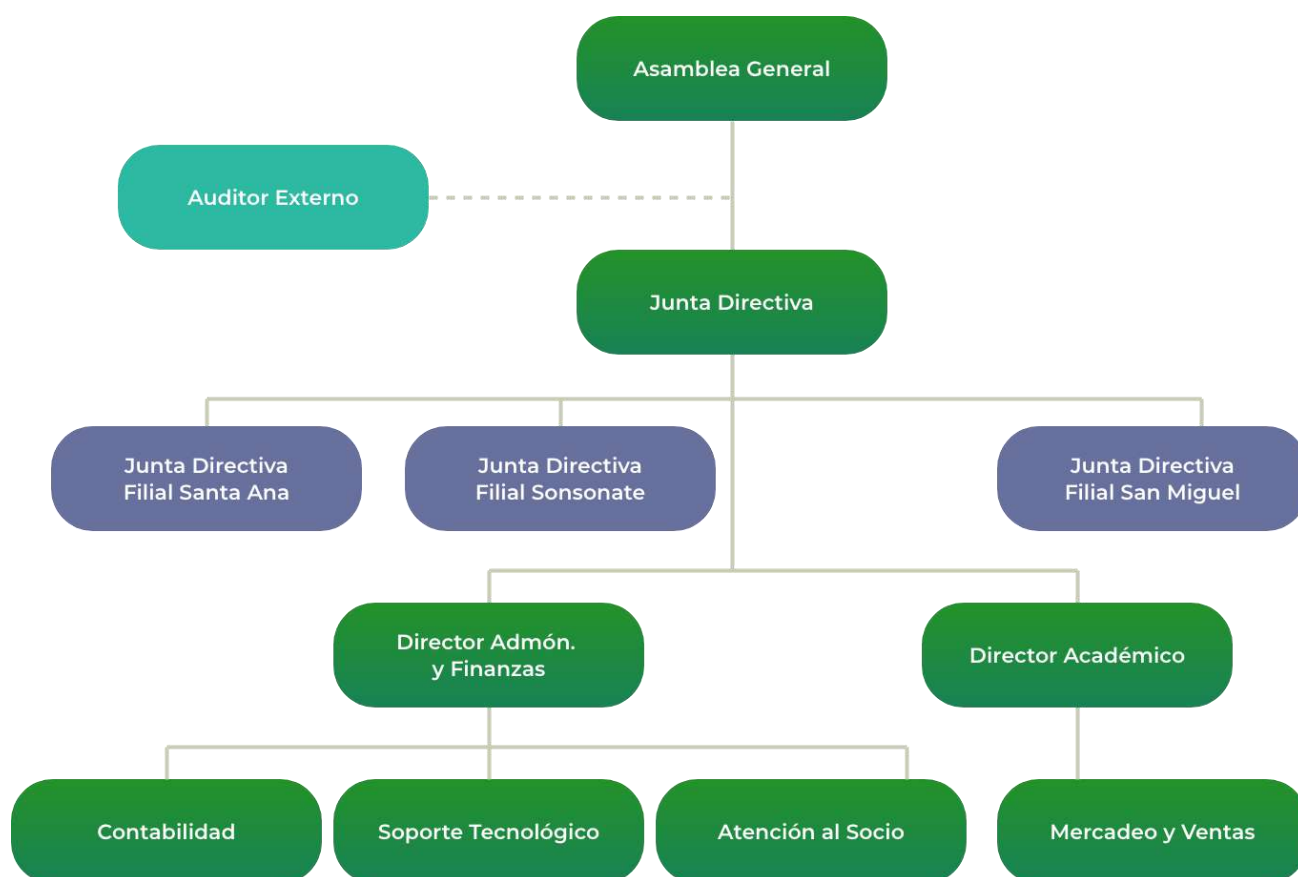 Asamblea General
Auditor Externo
Junta Directiva
Junta Directiva
Filial Santa Ana
Junta Directiva
Filial Sonsonate
Junta Directiva
Filial San Miguel
Director Admón.
y Finanzas
Director Académico
Contabilidad
Soporte Tecnológico
Atención al Socio
Mercadeo y Ventas